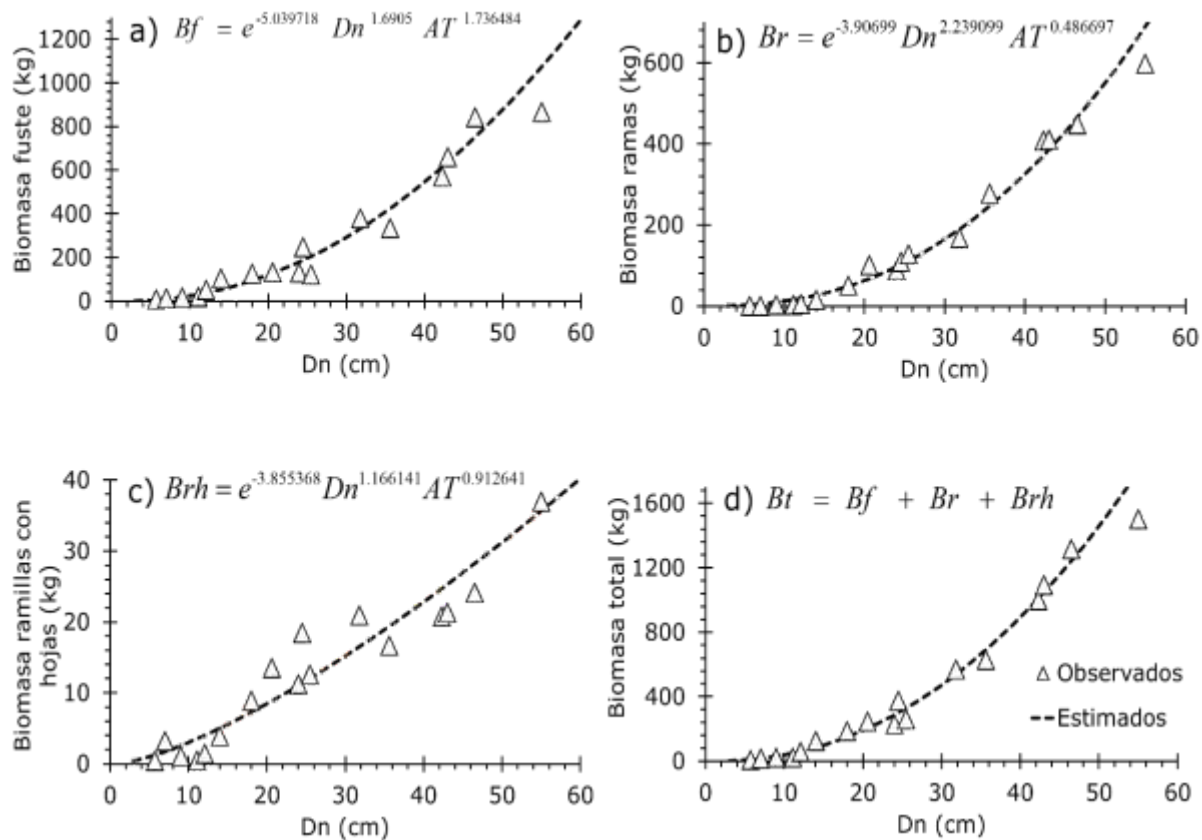 a) Bf = e^-5.039718 Dn^1.6905 AT^1.736484
1200
1000
800
600
400
200
0
Biomasa fuste (kg)
0 10 20 30 40 50 60
Dn (cm)
b) Br = e^-3.90699 Dn^2.239099 AT^0.486697
600
400
200
0
Biomasa ramas (kg)
0 10 20 30 40 50 60
Dn (cm)
c) Brh = e^-3.855368 Dn^1.166141 AT^0.912641
40
30
20
10
0
Biomasa ramillas con
hojas (kg)
0 10 20 30 40 50 60
Dn (cm)
d) Bt = Bf + Br + Brh
1600
1200
800
400
0
Biomasa total (kg)
Observados
Estimados
0 10 20 30 40 50 60
Dn (cm)